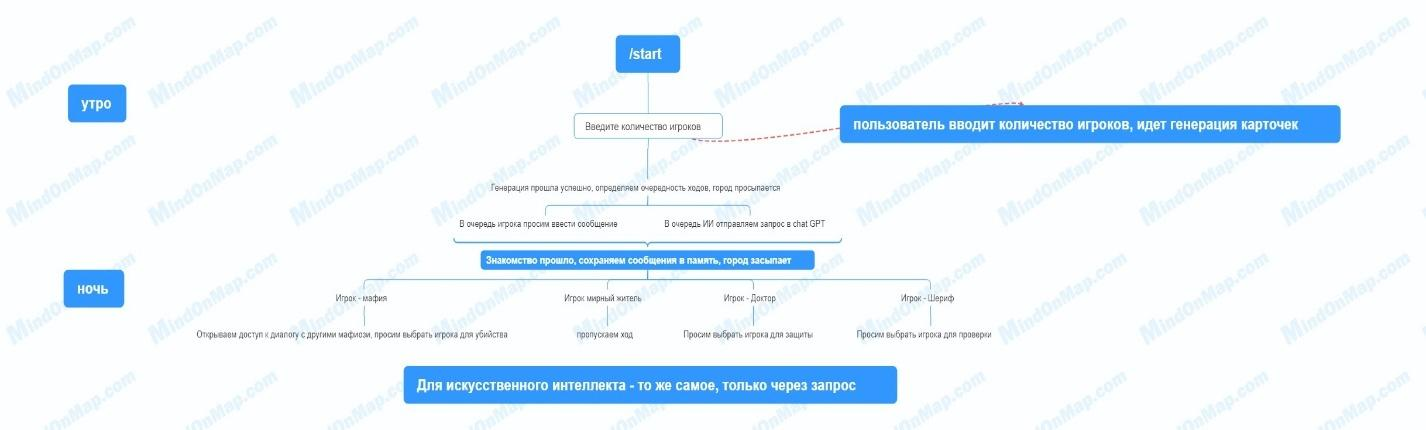 /start
утро
Введите количество игроков
пользователь вводит количество игроков, идет генерация карточек
Генерация прошла успешно, определяем очередность ходов, город просыпается
В очередь игрока просим ввести сообщение
В очередь ИИ отправляем запрос в chat GPT
Знакомство прошло, сохраняем сообщения в память, город засыпает
ночь
Игрок - мафия
Игрок мирный житель
Игрок - Доктор
Игрок - Шериф
Открываем доступ к диалогу с другими мафиози, просим выбрать игрока для убийства
пропускаем ход
Просим выбрать игрока для защиты
Просим выбрать игрока для проверки
Для искусственного интеллекта - то же самое, только через запрос
MindOnMap.com